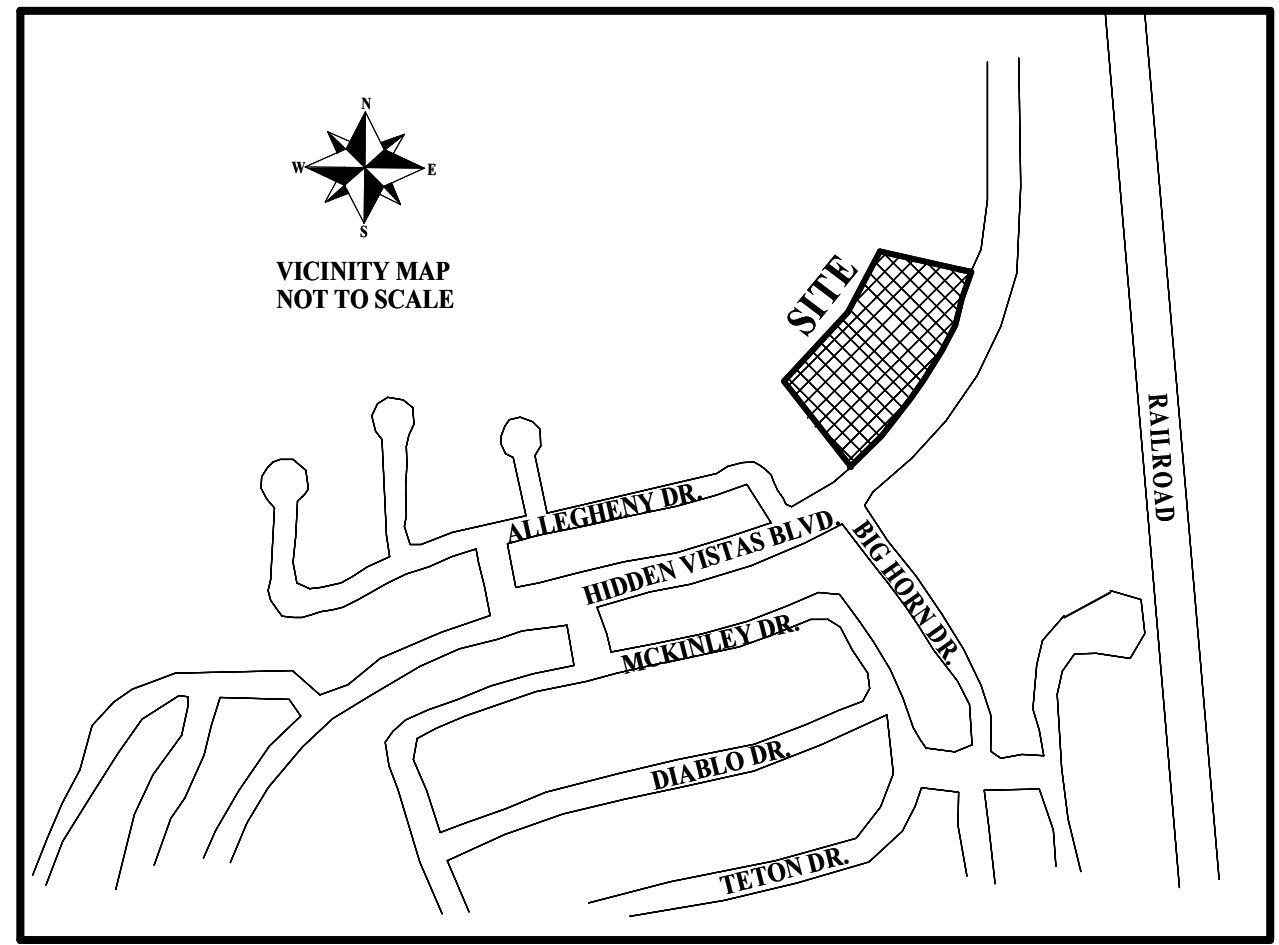 N
W
E
S
VICINITY MAP
NOT TO SCALE
SITE
RAILROAD
ALLEGHENY DR.
HIDDEN VISTAS BLVD.
BIG HORN DR.
MCKINLEY DR.
DIABLO DR.
TETON DR.